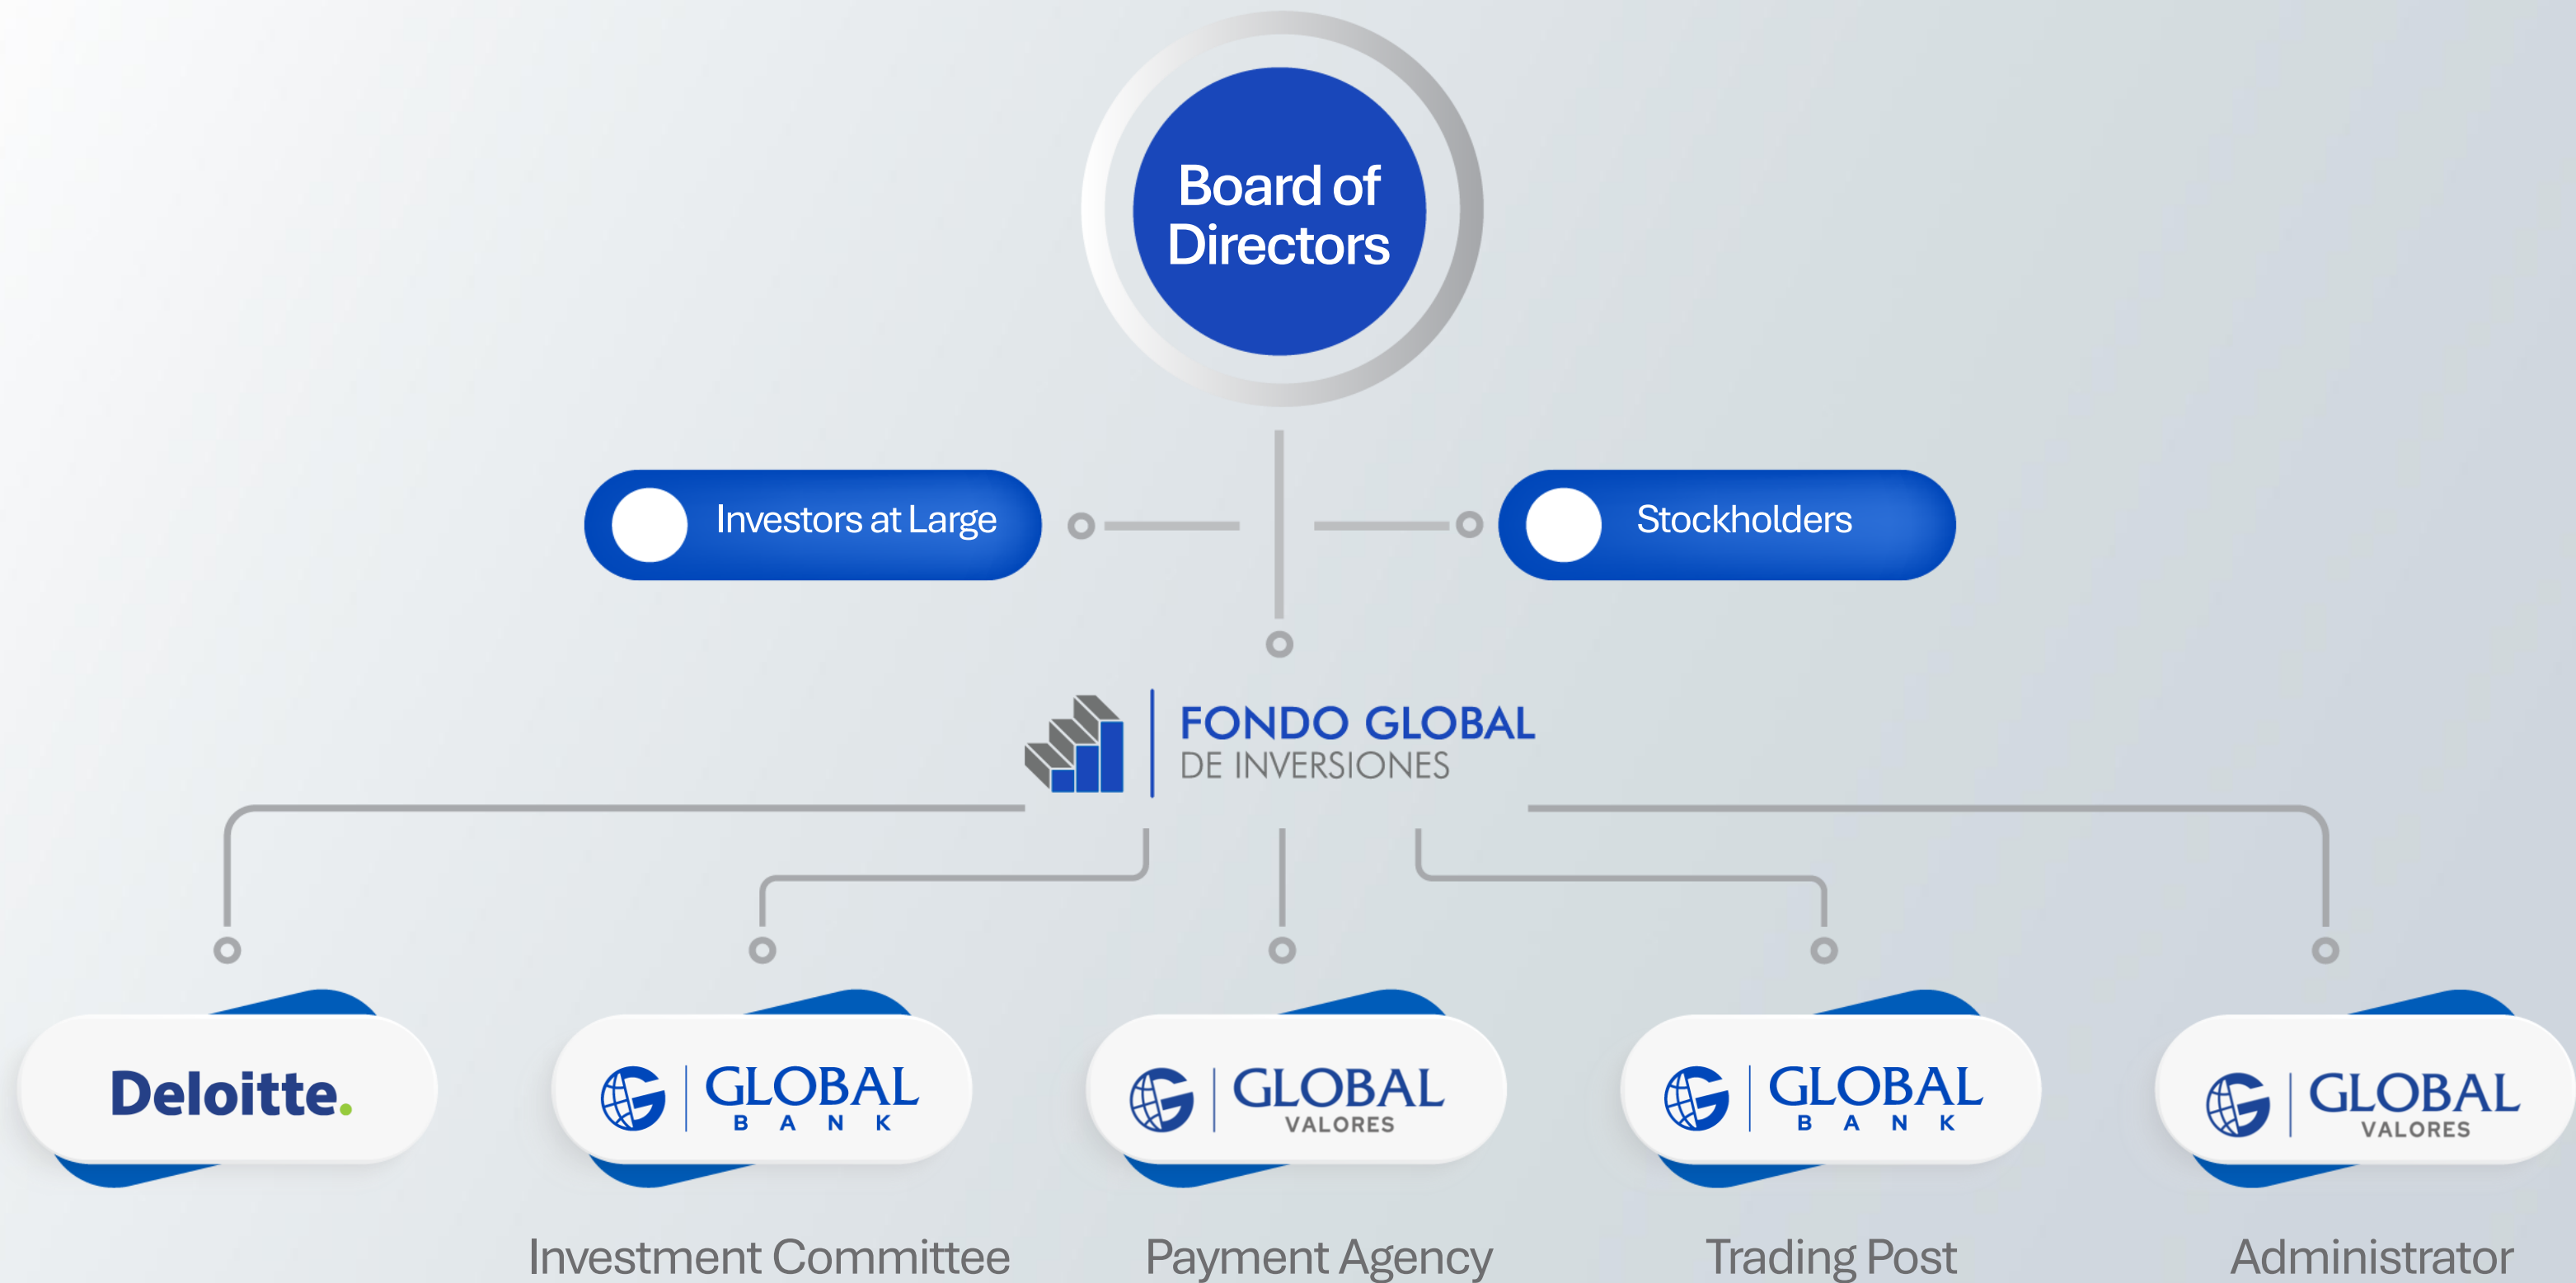 Board of
Directors
Investors at Large
Stockholders
FONDO GLOBAL
DE INVERSIONES
Deloitte.
GLOBAL
BANK
GLOBAL
VALORES
GLOBAL
BANK
GLOBAL
VALORES
Investment Committee
Payment Agency
Trading Post
Administrator